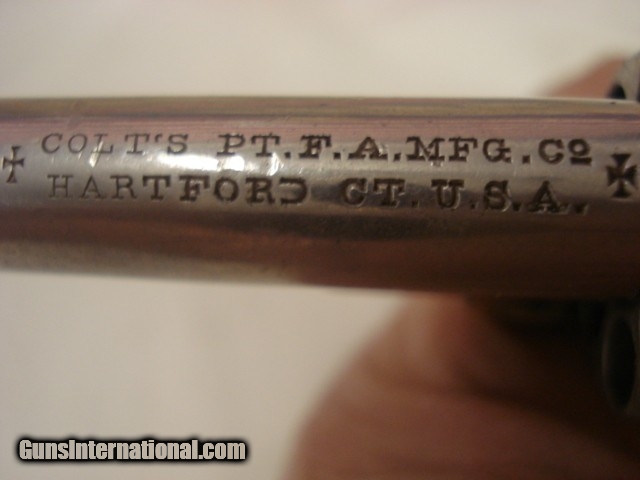 COLT'S PT.F.A.MFG.Cº
HARTFORD CT.U.S.A.
GunsInternational.com